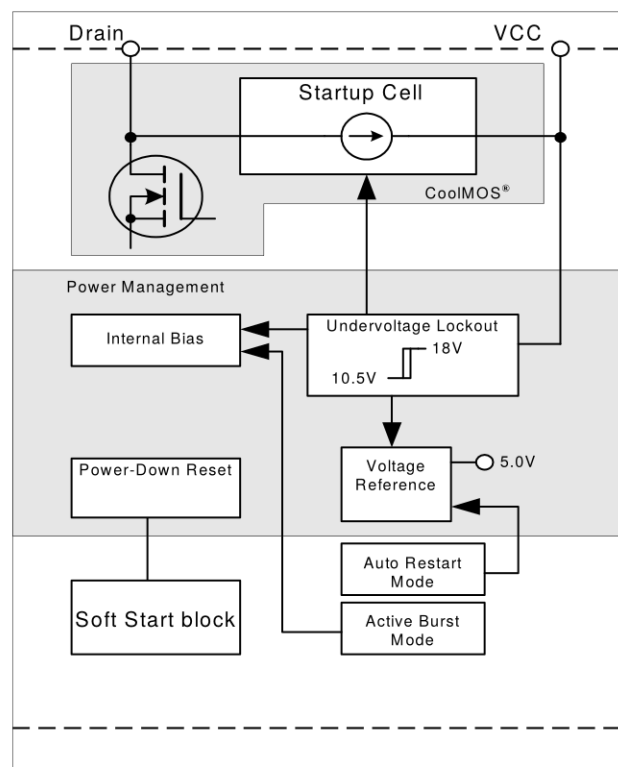 Drain
VCC
Startup Cell
CoolMOS®
Power Management
Internal Bias
Undervoltage Lockout
18V
10.5V
Power-Down Reset
Voltage
Reference
5.0V
Auto Restart
Mode
Soft Start block
Active Burst
Mode